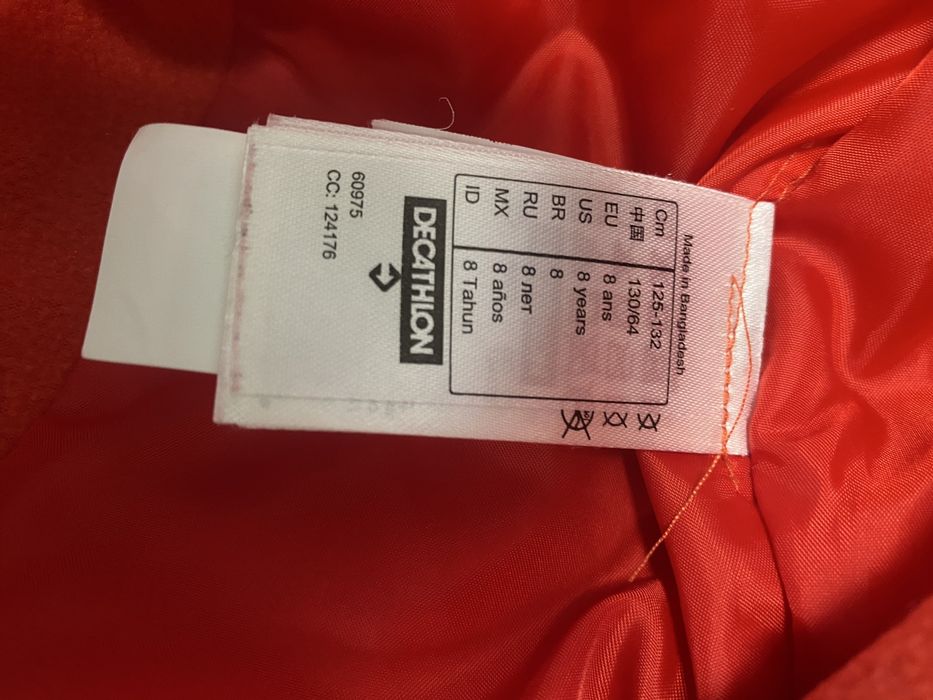 Made in Bangladesh
Cm 125-132
中国 130/64
EU 8 ans
US 8 years
BR 8
RU 8 лет
MX 8 años
ID 8 Tahun
DECATHLON
60975
CC: 124176